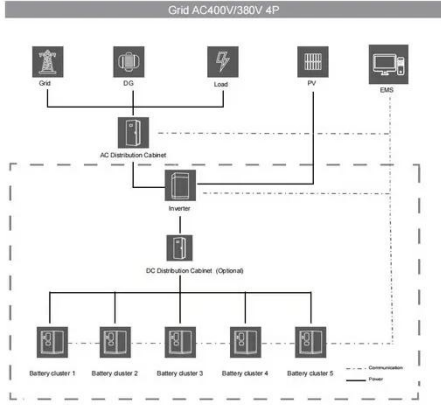 Grid AC400V/380V 4P
Grid
DG
Load
PV
EMS
AC Distribution Cabinet
Inverter
DC Distribution Cabinet (Optional)
Battery cluster 1
Battery cluster 2
Battery cluster 3
Battery cluster 4
Battery cluster 5
Communication
Power